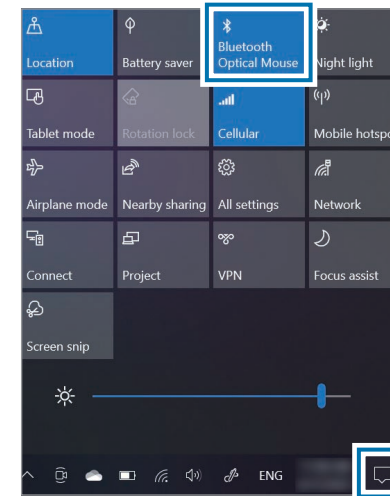 Bluetooth
Location
Battery saver
Optical Mouse
Night light
Tablet mode
Rotation lock
Cellular
Mobile hotspo
Airplane mode
Nearby sharing
All settings
Network
Connect
Project
VPN
Focus assist
Screen snip
ENG